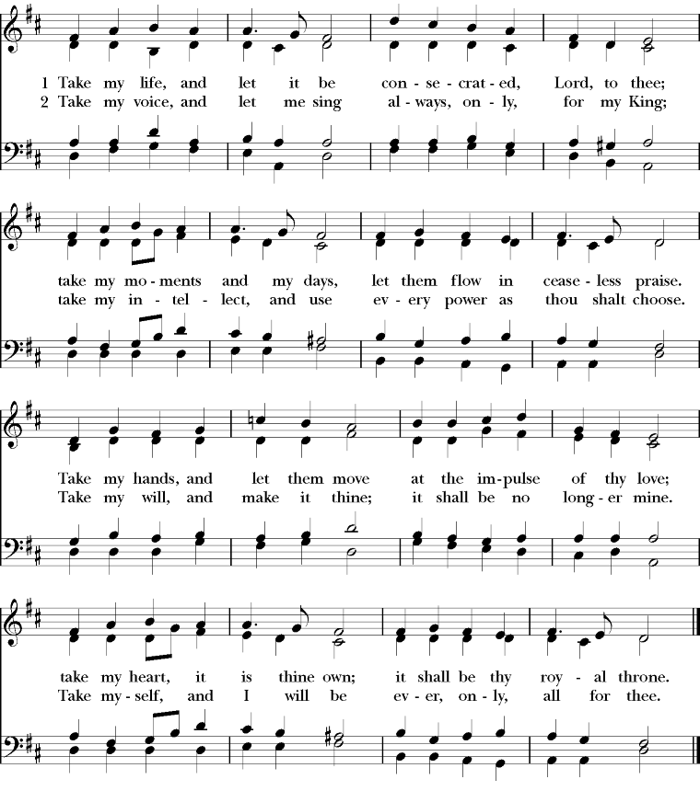 1 Take my life, and let it be con - se - crat - ed, Lord, to thee;
2 Take my voice, and let me sing al - ways, on - ly, for my King;
take my mo - ments and my days, let them flow in cease - less praise.
take my in - tel - lect, and use ev - ery power as thou shalt choose.
Take my hands, and let them move at the im - pulse of thy love;
Take my will, and make it thine; it shall be no long - er mine.
take my heart, it is thine own; it shall be thy roy - al throne.
Take my - self, and I will be ev - er, on - ly, all for thee.